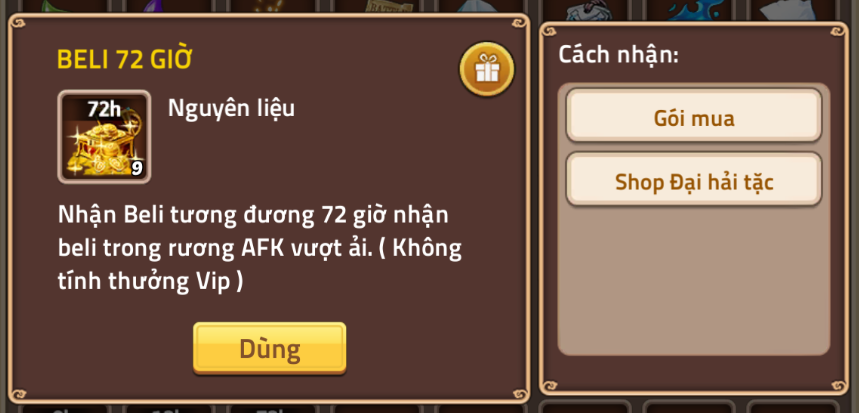 BELI 72 GIỜ
72h
9
Nguyên liệu
Nhận Beli tương đương 72 giờ nhận
beli trong rương AFK vượt ải. ( Không
tính thưởng Vip )
Dùng
Cách nhận:
Gói mua
Shop Đại hải tặc